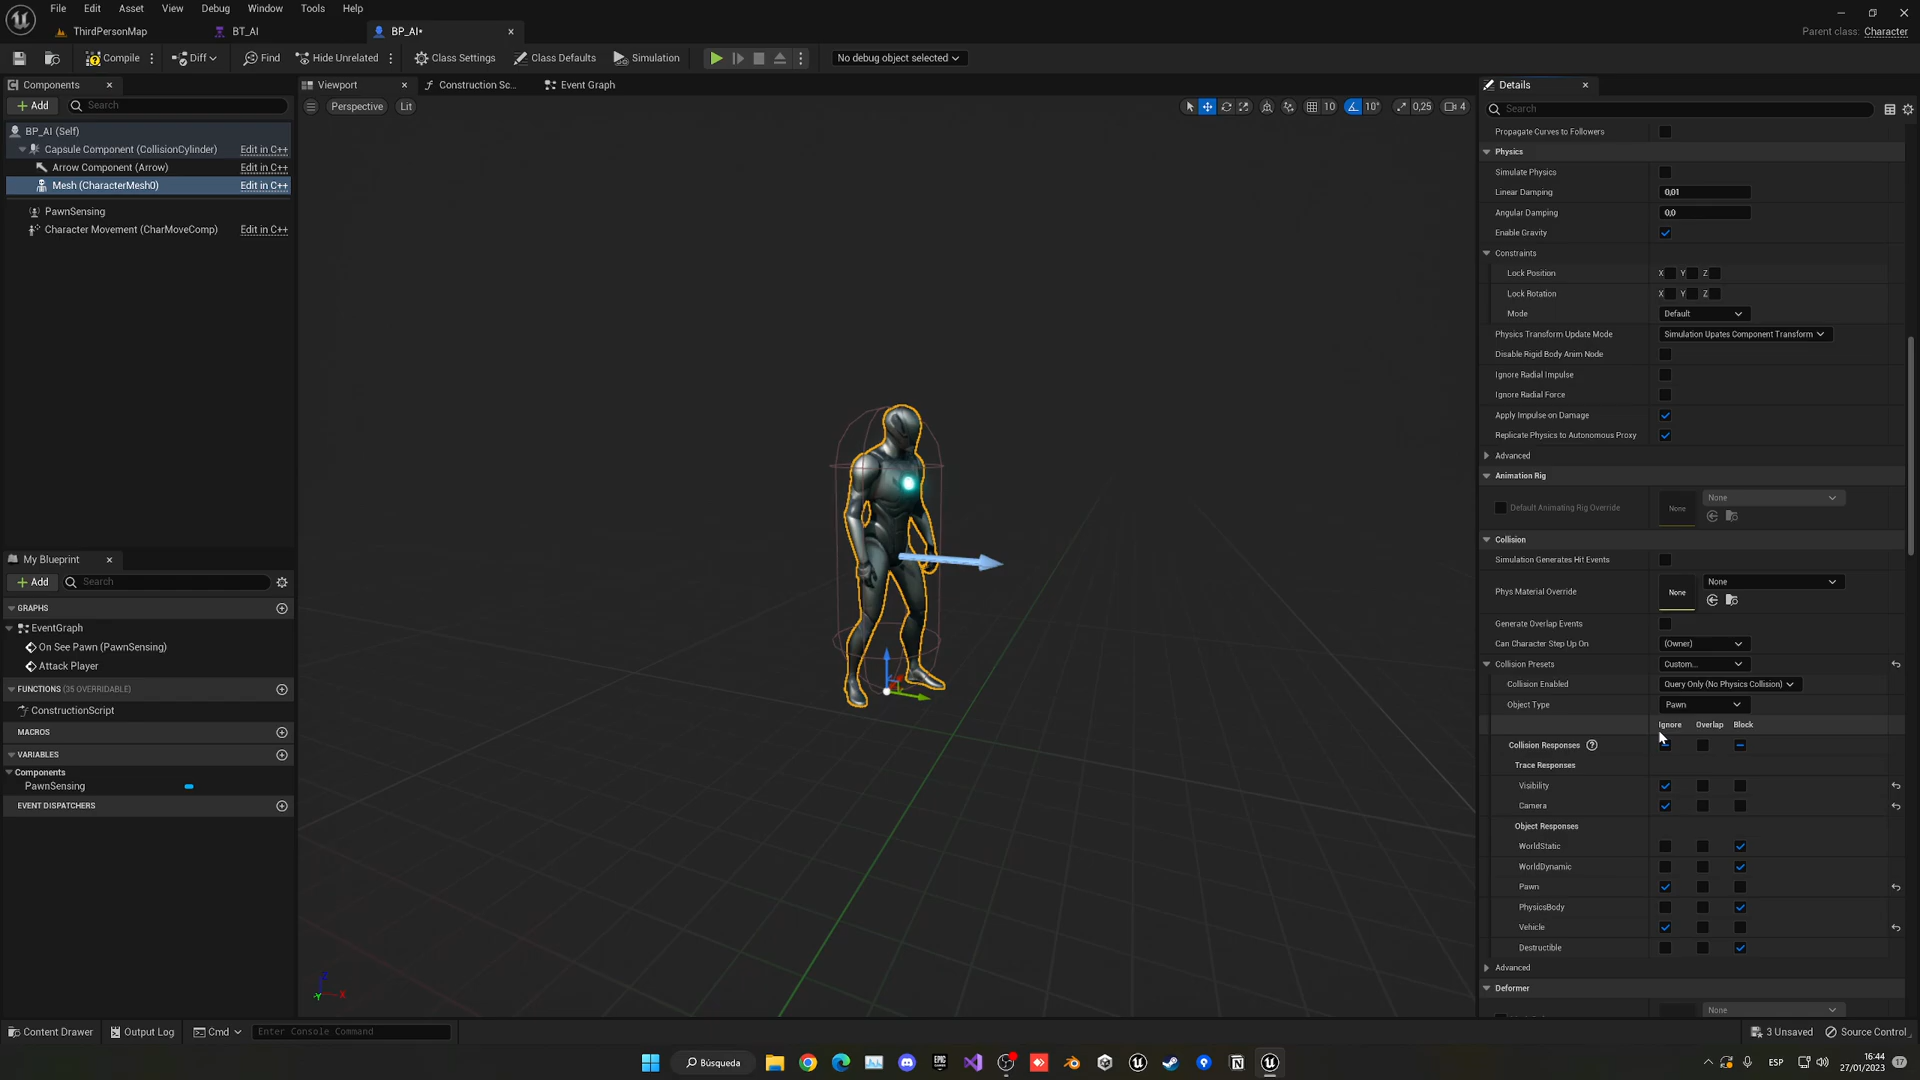 File Edit Asset View Debug Window Tools Help
ThirdPersonMap BT_AI BP_AI•
Parent class: Character
Compile Diff Find Hide Unrelated Class Settings Class Defaults Simulation No debug object selected
Components
Add Search
BP_AI (Self)
Capsule Component (CollisionCylinder) Edit in C++
Arrow Component (Arrow) Edit in C++
Mesh (CharacterMesh0) Edit in C++
PawnSensing
Character Movement (CharMoveComp) Edit in C++
My Blueprint
Add Search
GRAPHS
EventGraph
On See Pawn (PawnSensing)
Attack Player
FUNCTIONS (35 OVERRIDABLE)
ConstructionScript
MACROS
VARIABLES
Components
PawnSensing
EVENT DISPATCHERS
Viewport Construction Sc... Event Graph
Perspective Lit 10 10° 0,25 4
Z
Y X
Details
Search
Propagate Curves to Followers
Physics
Simulate Physics
Linear Damping 0,01
Angular Damping 0,0
Enable Gravity
Constraints
Lock Position X Y Z
Lock Rotation X Y Z
Mode Default
Physics Transform Update Mode Simulation Upates Component Transform
Disable Rigid Body Anim Node
Ignore Radial Impulse
Ignore Radial Force
Apply Impulse on Damage
Replicate Physics to Autonomous Proxy
Advanced
Animation Rig
Default Animating Rig Override None None
Collision
Simulation Generates Hit Events
Phys Material Override None None
Generate Overlap Events
Can Character Step Up On (Owner)
Collision Presets Custom...
Collision Enabled Query Only (No Physics Collision)
Object Type Pawn
Ignore Overlap Block
Collision Responses ?
Trace Responses
Visibility
Camera
Object Responses
WorldStatic
WorldDynamic
Pawn
PhysicsBody
Vehicle
Destructible
Advanced
Deformer
None
Content Drawer Output Log Cmd Enter Console Command 3 Unsaved Source Control
Búsqueda
ESP
16:44
27/01/2023
17